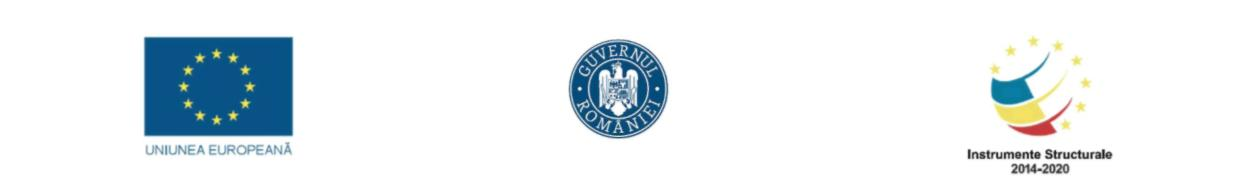 UNIUNEA EUROPEANĂ
GUVERNUL
ROMÂNIEI
Instrumente Structurale
2014-2020